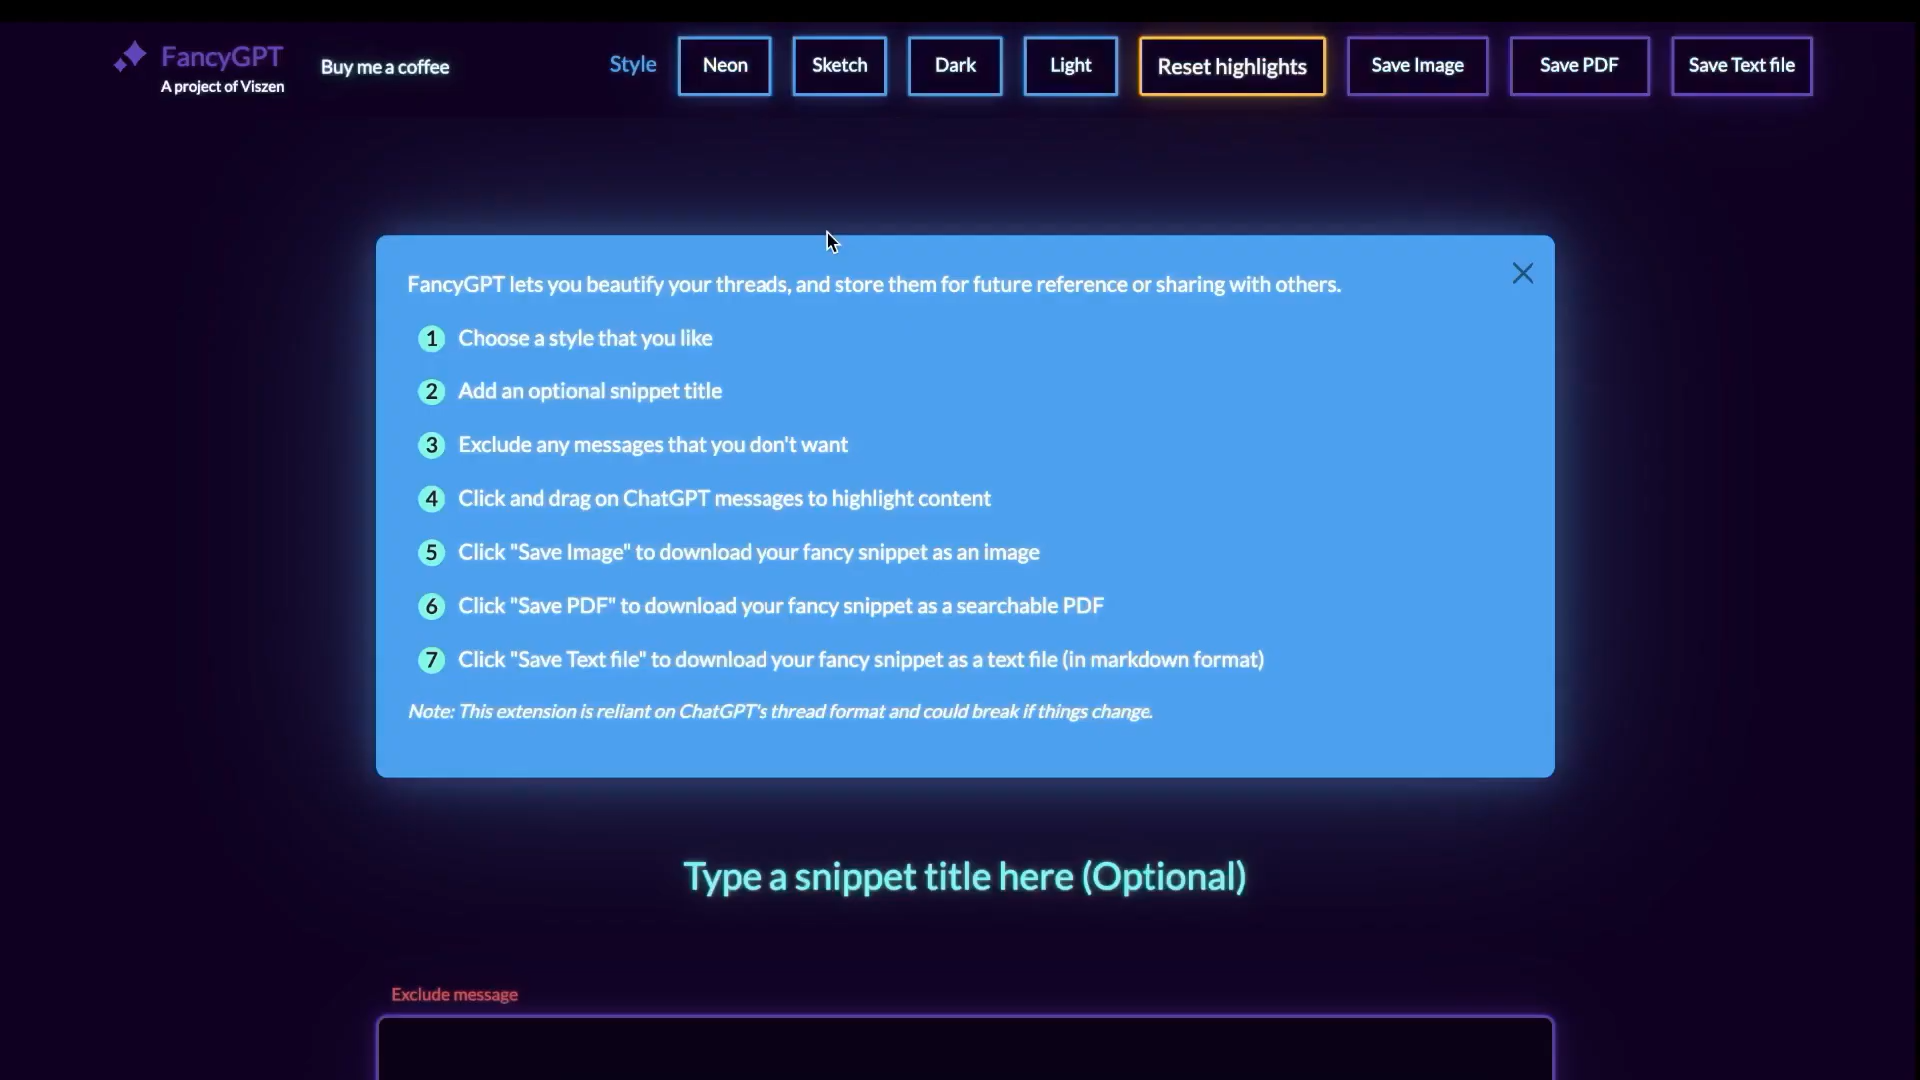 FancyGPT
A project of Viszen
Buy me a coffee
Style
Neon
Sketch
Dark
Light
Reset highlights
Save Image
Save PDF
Save Text file
FancyGPT lets you beautify your threads, and store them for future reference or sharing with others.
1 Choose a style that you like
2 Add an optional snippet title
3 Exclude any messages that you don't want
4 Click and drag on ChatGPT messages to highlight content
5 Click "Save Image" to download your fancy snippet as an image
6 Click "Save PDF" to download your fancy snippet as a searchable PDF
7 Click "Save Text file" to download your fancy snippet as a text file (in markdown format)
Note: This extension is reliant on ChatGPT's thread format and could break if things change.
Type a snippet title here (Optional)
Exclude message